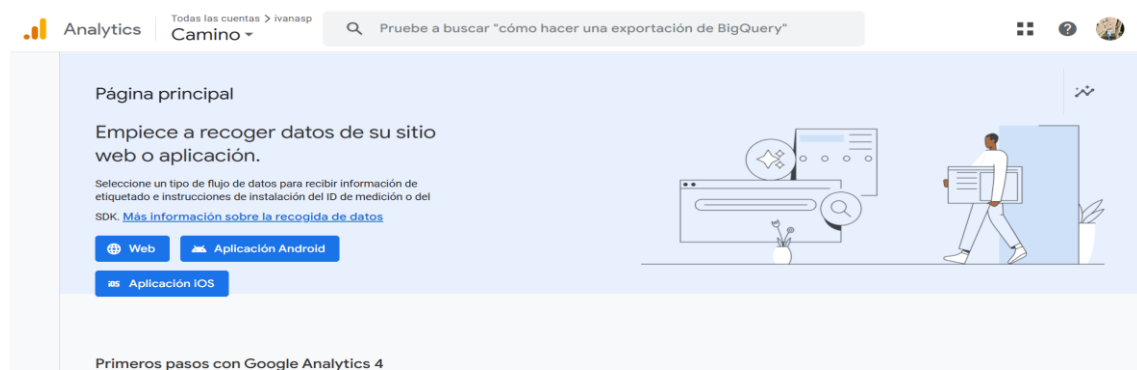 Analytics
Todas las cuentas > ivanasp
Camino
Pruebe a buscar "cómo hacer una exportación de BigQuery"
Página principal
Empiece a recoger datos de su sitio
web o aplicación.
Seleccione un tipo de flujo de datos para recibir información de
etiquetado e instrucciones de instalación del ID de medición o del
SDK. Más información sobre la recogida de datos
Web
Aplicación Android
iOS Aplicación iOS
Primeros pasos con Google Analytics 4